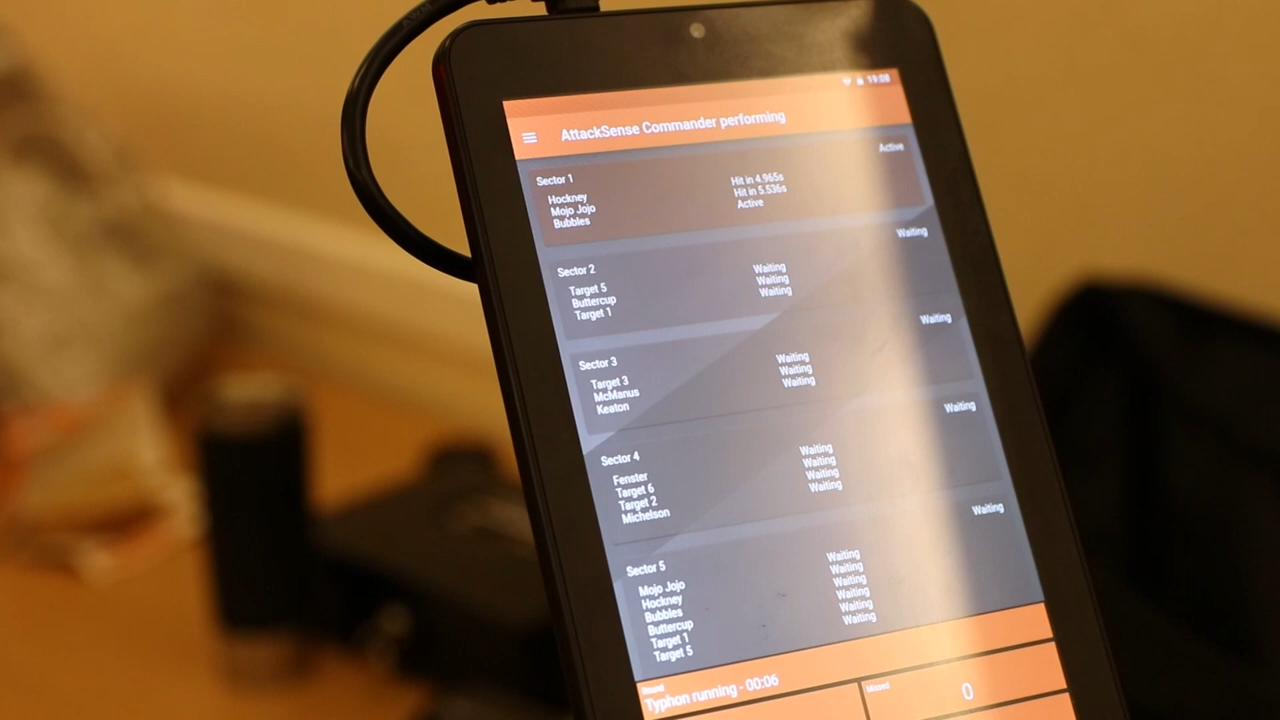 19:08
AttackSense Commander performing
Active
Sector 1
Hockney Hit in 4.965s
Mojo Jojo Hit in 5.536s
Bubbles Active
Waiting
Sector 2
Target 5 Waiting
Buttercup Waiting
Target 1 Waiting
Waiting
Sector 3
Target 3 Waiting
McManus Waiting
Keaton Waiting
Waiting
Sector 4
Fenster Waiting
Target 6 Waiting
Target 2 Waiting
Michelson Waiting
Waiting
Sector 5
Mojo Jojo Waiting
Hockney Waiting
Bubbles Waiting
Buttercup Waiting
Target 1 Waiting
Target 5 Waiting
Round
Typhon running - 00:06
Missed
0